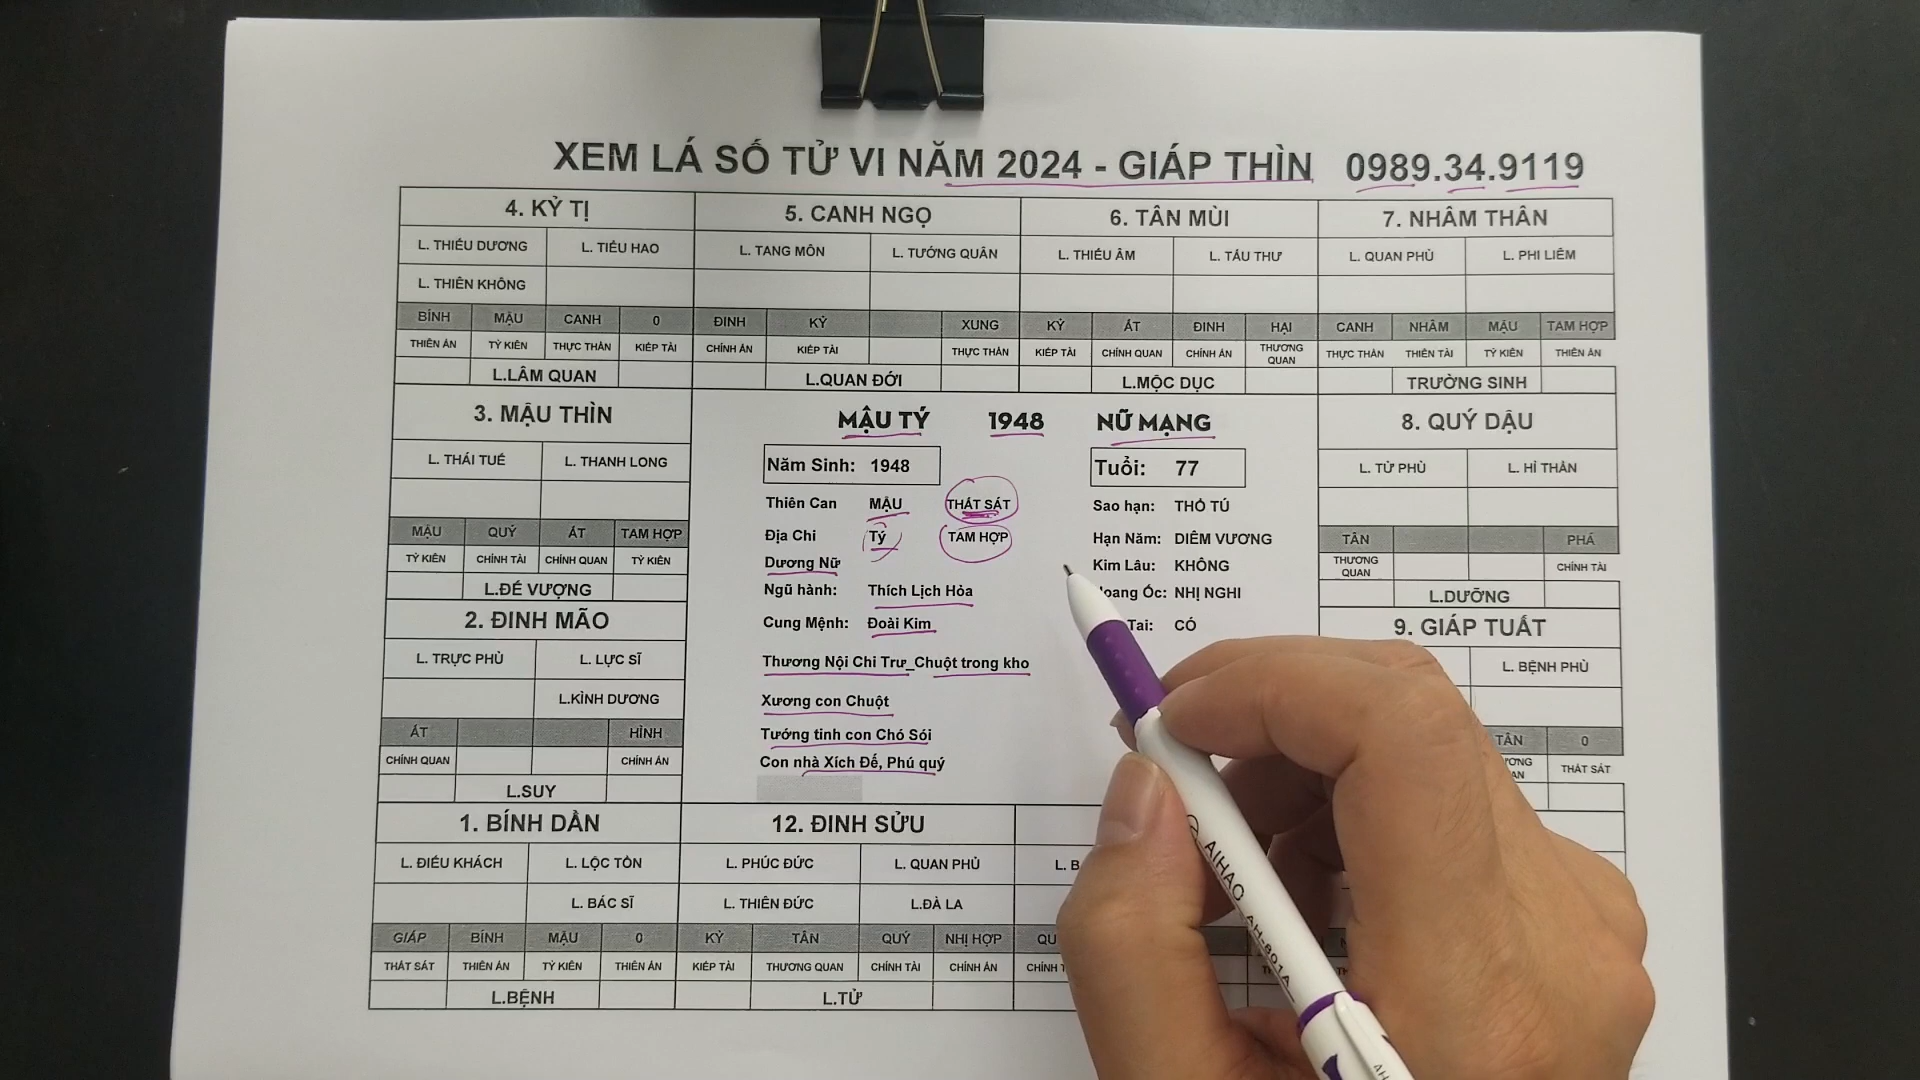 XEM LÁ SỐ TỬ VI NĂM 2024 - GIÁP THÌN 0989.34.9119
4. KỶ TỊ 5. CANH NGỌ 6. TÂN MÙI 7. NHÂM THÂN
L. THIẾU DƯƠNG L. TIỂU HAO L. TANG MÔN L. TƯỚNG QUÂN L. THIẾU ÂM L. TẤU THƯ L. QUAN PHỦ L. PHI LIÊM
L. THIÊN KHÔNG
BÍNH MẬU CANH 0 ĐINH KỶ XUNG KỶ ẤT ĐINH HẠI CANH NHÂM MẬU TAM HỢP
THIÊN ẤN TỶ KIÊN THỰC THẦN KIẾP TÀI CHÍNH ẤN KIẾP TÀI THỰC THẦN KIẾP TÀI CHÍNH QUAN CHÍNH ẤN THƯƠNG QUAN THỰC THẦN THIÊN TÀI TỶ KIÊN THIÊN ẤN
L.LÂM QUAN L.QUAN ĐỚI L.MỘC DỤC TRƯỜNG SINH
3. MẬU THÌN MẬU TÝ 1948 NỮ MẠNG 8. QUÝ DẬU
L. THÁI TUẾ L. THANH LONG Năm Sinh: 1948 Tuổi: 77 L. TỬ PHỦ L. HỈ THẦN
Thiên Can MẬU THẤT SÁT Sao hạn: THỔ TÚ
MẬU QUÝ ẤT TAM HỢP Địa Chi Tý TAM HỢP Hạn Năm: DIÊM VƯƠNG TÂN PHÁ
TỶ KIÊN CHÍNH TÀI CHÍNH QUAN TỶ KIÊN Dương Nữ Kim Lâu: KHÔNG THƯƠNG QUAN CHÍNH TÀI
L.ĐẾ VƯỢNG Ngũ hành: Thích Lịch Hỏa Hoang Ốc: NHỊ NGHI L.DƯỠNG
2. ĐINH MÃO Cung Mệnh: Đoài Kim Tai: CÓ 9. GIÁP TUẤT
L. TRỰC PHÙ L. LỰC SĨ Thương Nội Chi Trư_Chuột trong kho L. BỆNH PHÙ
L.KÌNH DƯƠNG Xương con Chuột
ẤT HÌNH Tướng tinh con Chó Sói TÂN 0
CHÍNH QUAN CHÍNH ẤN Con nhà Xích Đế, Phú quý THẤT SÁT
L.SUY
1. BÍNH DẦN 12. ĐINH SỬU
L. ĐIẾU KHÁCH L. LỘC TỒN L. PHÚC ĐỨC L. QUAN PHỦ L. B
L. BÁC SĨ L. THIÊN ĐỨC L.ĐÀ LA
GIÁP BÍNH MẬU 0 KỶ TÂN QUÝ NHỊ HỢP QU
THẤT SÁT THIÊN ẤN TỶ KIÊN THIÊN ẤN KIẾP TÀI THƯƠNG QUAN CHÍNH TÀI CHÍNH ẤN CHÍNH T
L.BỆNH L.TỬ
AIHAO AH-801A